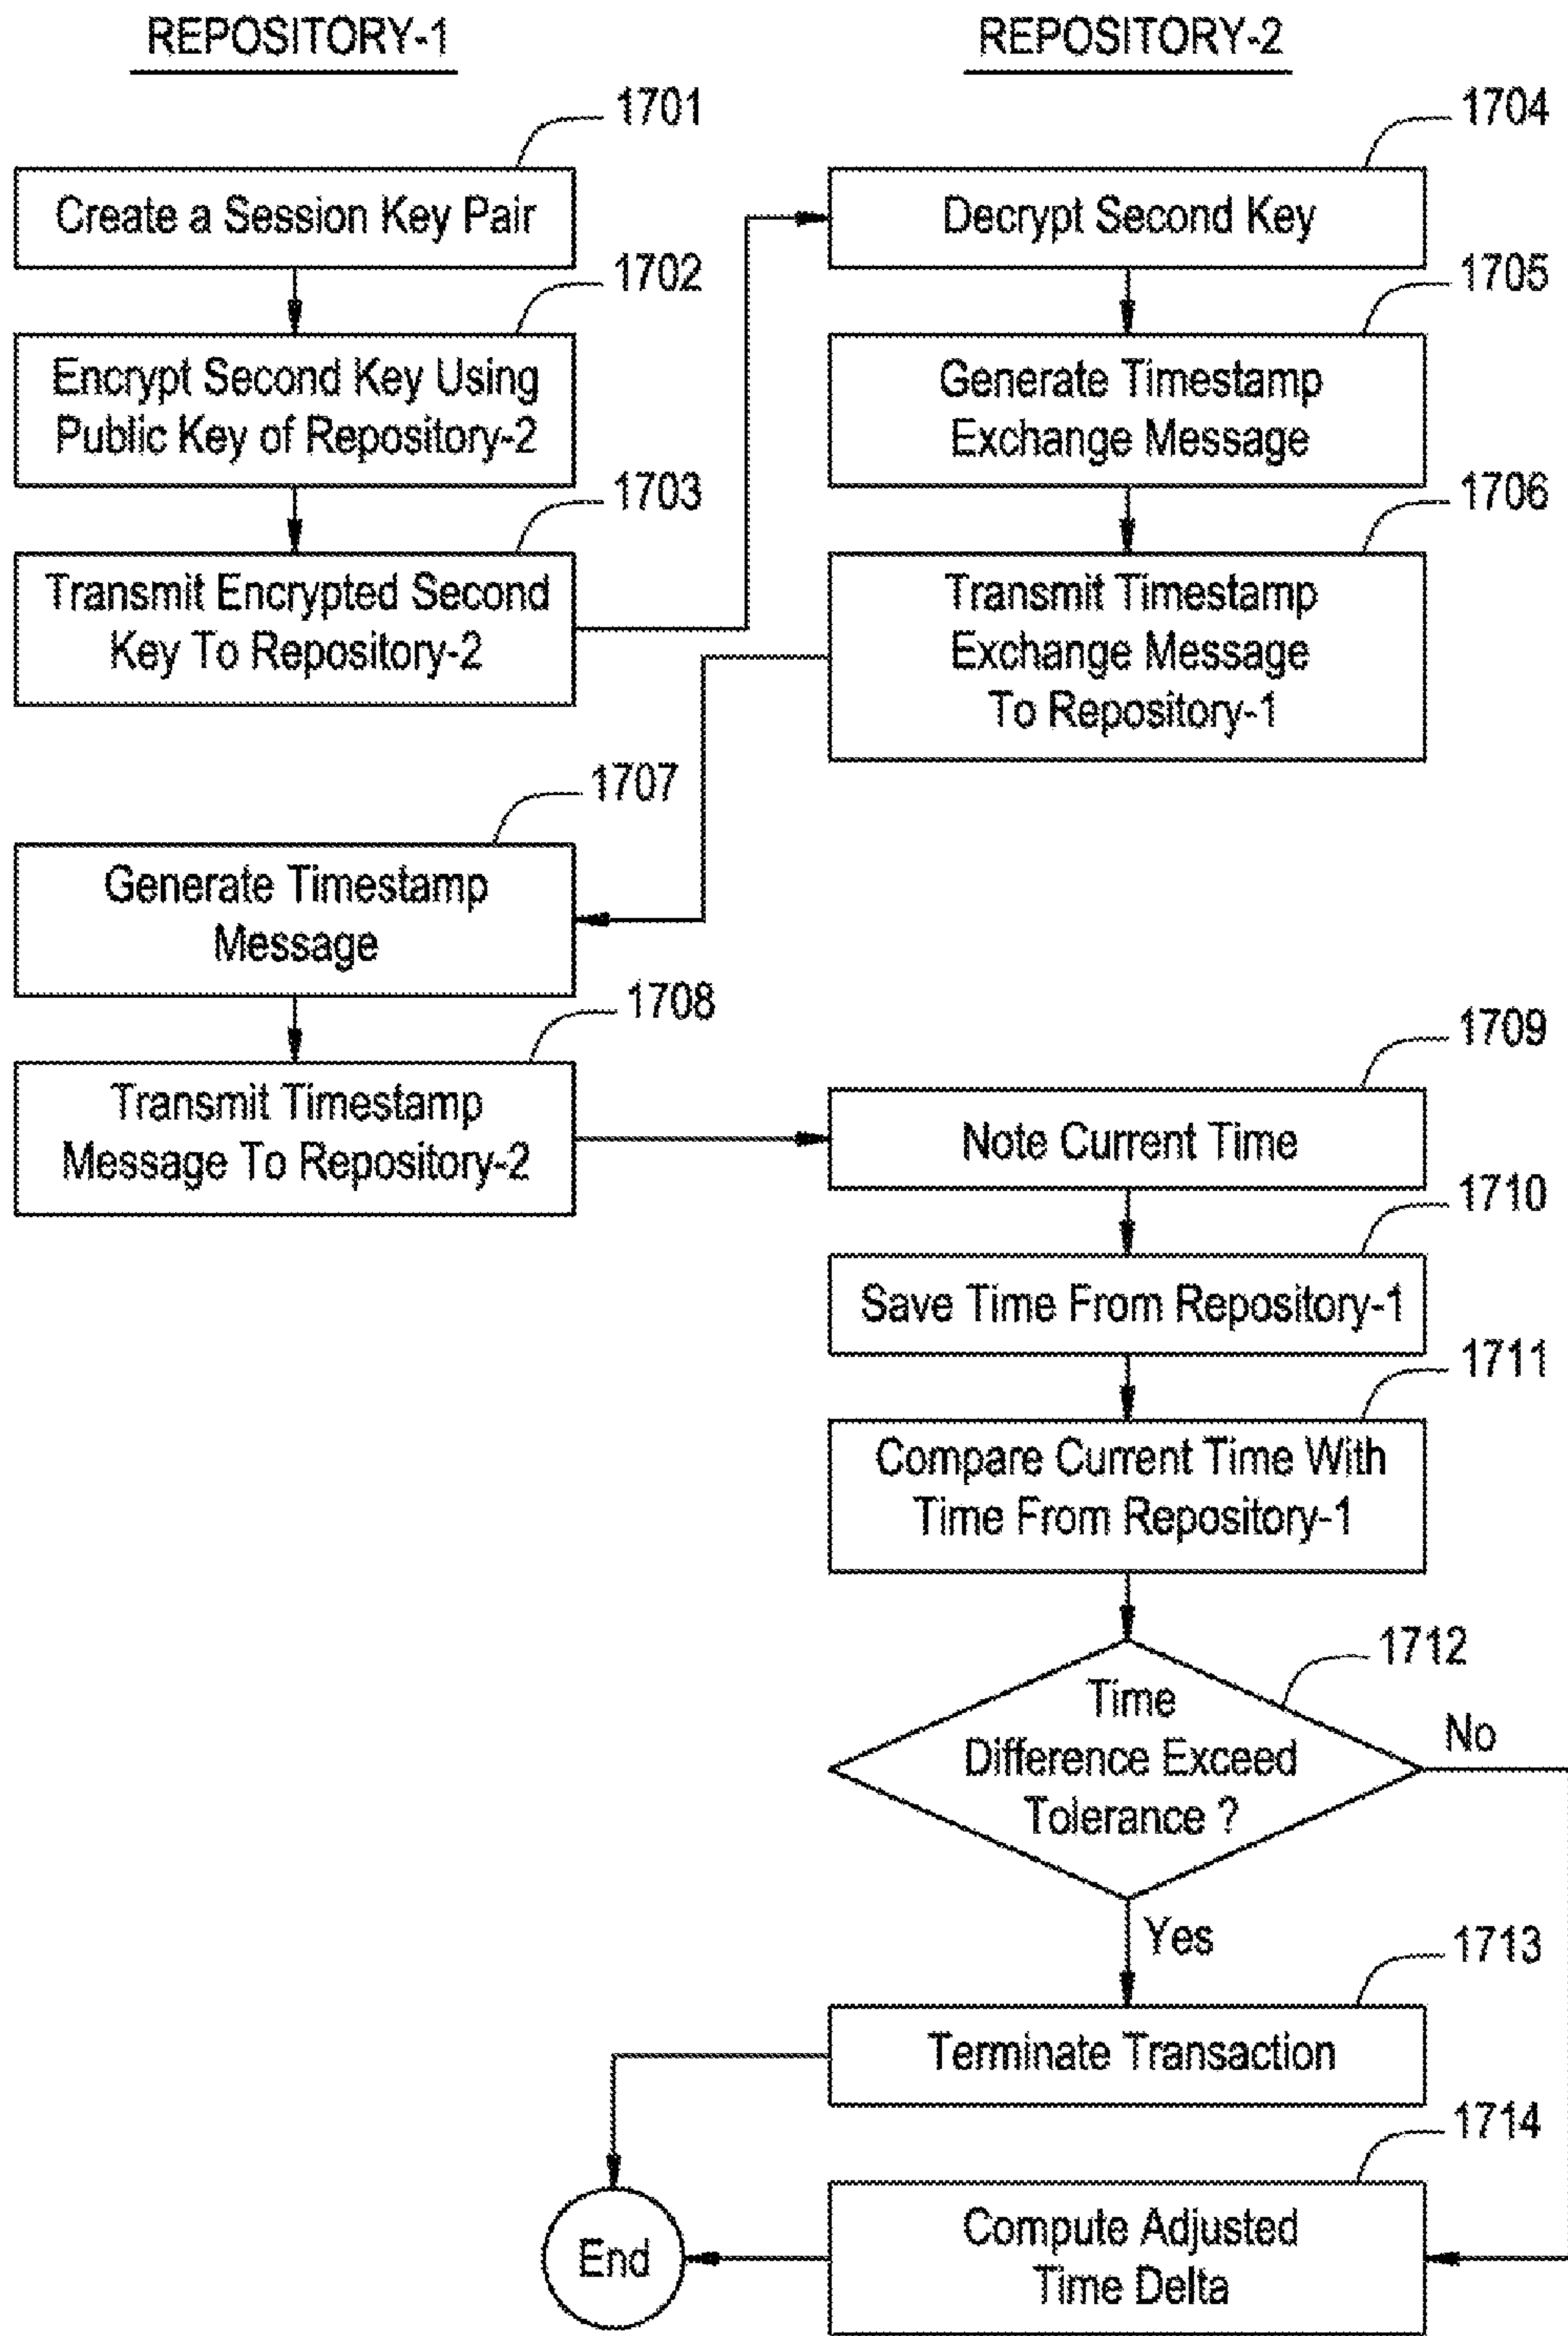 REPOSITORY-1
REPOSITORY-2
1701
Create a Session Key Pair
1702
Encrypt Second Key Using
Public Key of Repository-2
1703
Transmit Encrypted Second
Key To Repository-2
1704
Decrypt Second Key
1705
Generate Timestamp
Exchange Message
1706
Transmit Timestamp
Exchange Message
To Repository-1
1707
Generate Timestamp
Message
1708
Transmit Timestamp
Message To Repository-2
1709
Note Current Time
1710
Save Time From Repository-1
1711
Compare Current Time With
Time From Repository-1
1712
Time
Difference Exceed
Tolerance ?
No
Yes
1713
Terminate Transaction
1714
Compute Adjusted
Time Delta
End